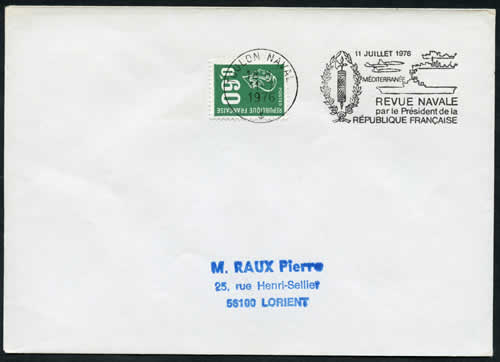 TOULON NAVAL
1976
0.60
POSTES
REPUBLIQUE FRANÇAISE
11 JUILLET 1976
MÉDITERRANÉE
REVUE NAVALE
par le Président de la
RÉPUBLIQUE FRANÇAISE
M. RAUX Pierre
25, rue Henri-Sellier
56100 LORIENT